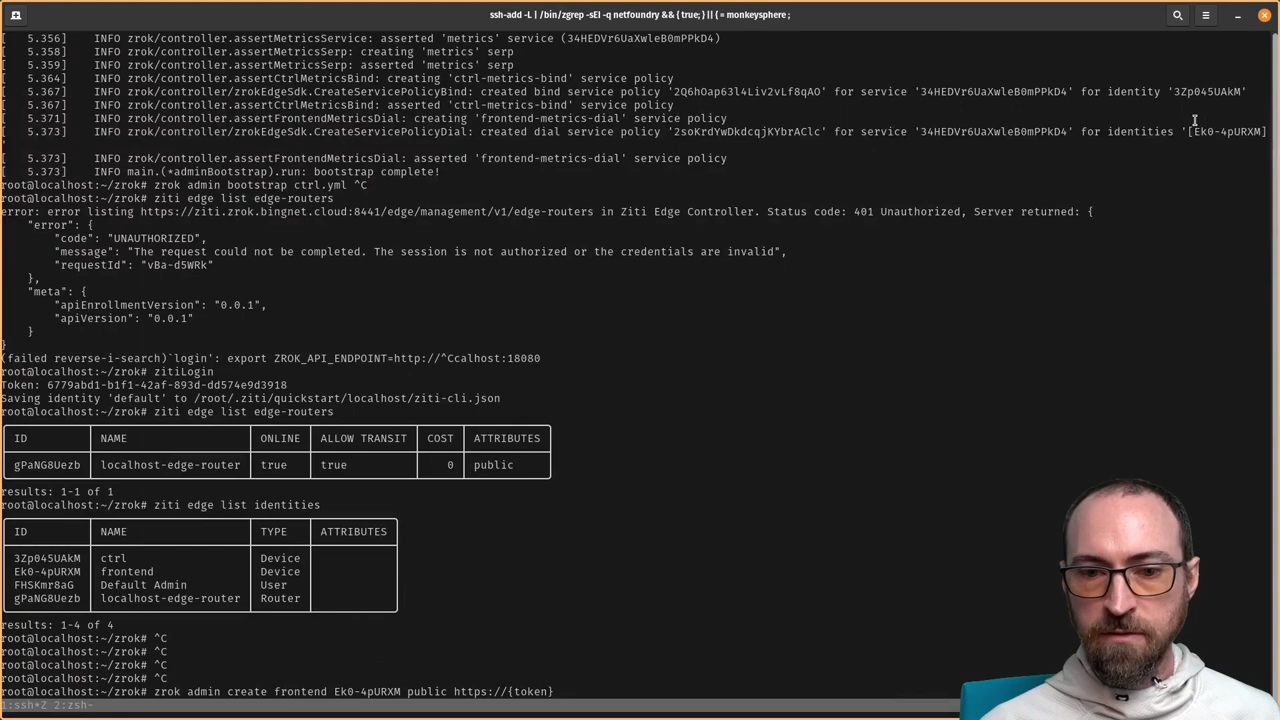 ssh-add -L | /bin/zgrep -sEI -q netfoundry && { true; } || { = monkeysphere ;
[    5.356]    INFO zrok/controller.assertMetricsService: asserted 'metrics' service (34HEDVr6UaXwleB0mPPkD4)
[    5.358]    INFO zrok/controller.assertMetricsSerp: creating 'metrics' serp
[    5.359]    INFO zrok/controller.assertMetricsSerp: asserted 'metrics' serp
[    5.364]    INFO zrok/controller.assertCtrlMetricsBind: creating 'ctrl-metrics-bind' service policy
[    5.367]    INFO zrok/controller/zrokEdgeSdk.CreateServicePolicyBind: created bind service policy '2Q6hOap63l4Liv2vLf8qAO' for service '34HEDVr6UaXwleB0mPPkD4' for identity '3Zp045UAkM'
[    5.367]    INFO zrok/controller.assertCtrlMetricsBind: asserted 'ctrl-metrics-bind' service policy
[    5.371]    INFO zrok/controller.assertFrontendMetricsDial: creating 'frontend-metrics-dial' service policy
[    5.373]    INFO zrok/controller/zrokEdgeSdk.CreateServicePolicyDial: created dial service policy '2soKrdYwDkdcqjKYbrAClc' for service '34HEDVr6UaXwleB0mPPkD4' for identities '[Ek0-4pURXM]
'
[    5.373]    INFO zrok/controller.assertFrontendMetricsDial: asserted 'frontend-metrics-dial' service policy
[    5.373]    INFO main.(*adminBootstrap).run: bootstrap complete!
root@localhost:~/zrok# zrok admin bootstrap ctrl.yml ^C
root@localhost:~/zrok# ziti edge list edge-routers
error: error listing https://ziti.zrok.bingnet.cloud:8441/edge/management/v1/edge-routers in Ziti Edge Controller. Status code: 401 Unauthorized, Server returned: {
    "error": {
        "code": "UNAUTHORIZED",
        "message": "The request could not be completed. The session is not authorized or the credentials are invalid",
        "requestId": "vBa-d5WRk"
    },
    "meta": {
        "apiEnrollmentVersion": "0.0.1",
        "apiVersion": "0.0.1"
    }
}
(failed reverse-i-search)`login': export ZROK_API_ENDPOINT=http://^Ccalhost:18080
root@localhost:~/zrok# zitiLogin
Token: 6779abd1-b1f1-42af-893d-dd574e9d3918
Saving identity 'default' to /root/.ziti/quickstart/localhost/ziti-cli.json
root@localhost:~/zrok# ziti edge list edge-routers
ID NAME ONLINE ALLOW TRANSIT COST ATTRIBUTES
gPaNG8Uezb localhost-edge-router true true 0 public
results: 1-1 of 1
root@localhost:~/zrok# ziti edge list identities
ID NAME TYPE ATTRIBUTES
3Zp045UAkM ctrl Device
Ek0-4pURXM frontend Device
FHSKmr8aG Default Admin User
gPaNG8Uezb localhost-edge-router Router
results: 1-4 of 4
root@localhost:~/zrok# ^C
root@localhost:~/zrok# ^C
root@localhost:~/zrok# ^C
root@localhost:~/zrok# ^C
root@localhost:~/zrok# zrok admin create frontend Ek0-4pURXM public https://{token}
1:ssh*Z 2:zsh-